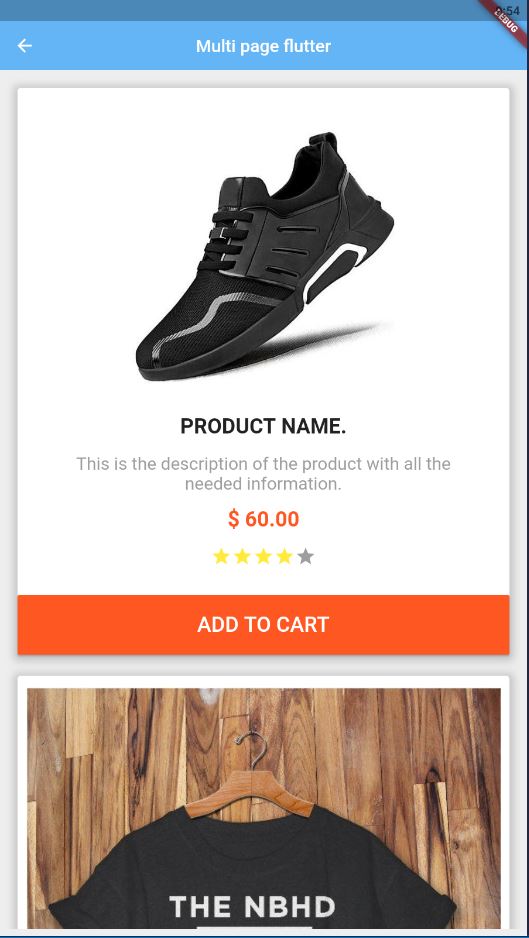 :54
DEBUG
Multi page flutter
PRODUCT NAME.
This is the description of the product with all the
needed information.
$ 60.00
ADD TO CART
THE NBHD